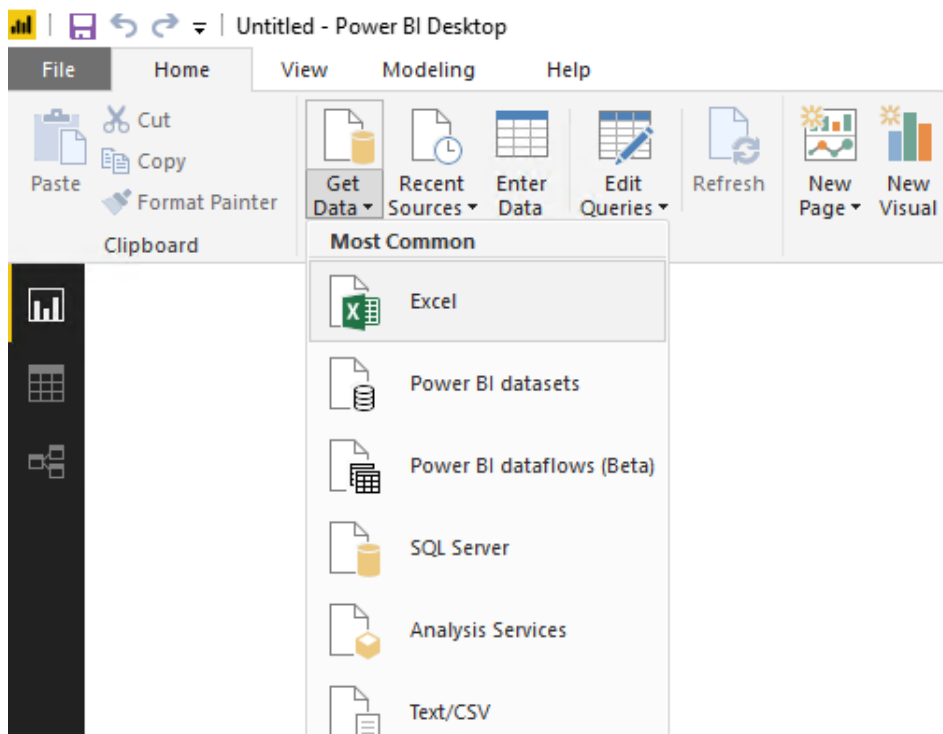 Untitled - Power BI Desktop
File Home View Modeling Help
Cut
Copy
Format Painter
Paste
Clipboard
Get Data
Recent Sources
Enter Data
Edit Queries
Refresh
New Page
New Visual
Most Common
Excel
Power BI datasets
Power BI dataflows (Beta)
SQL Server
Analysis Services
Text/CSV